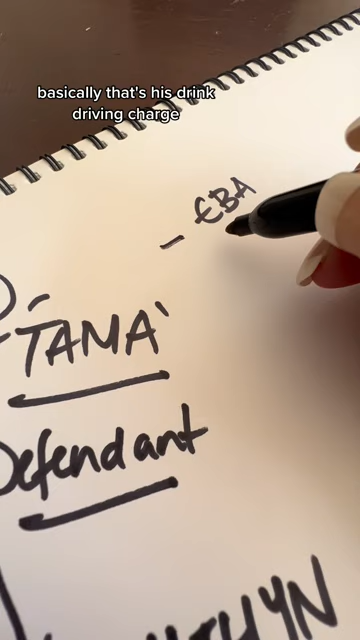 basically that's his drink
driving charge
- EBA
'TAMA'
Defendant